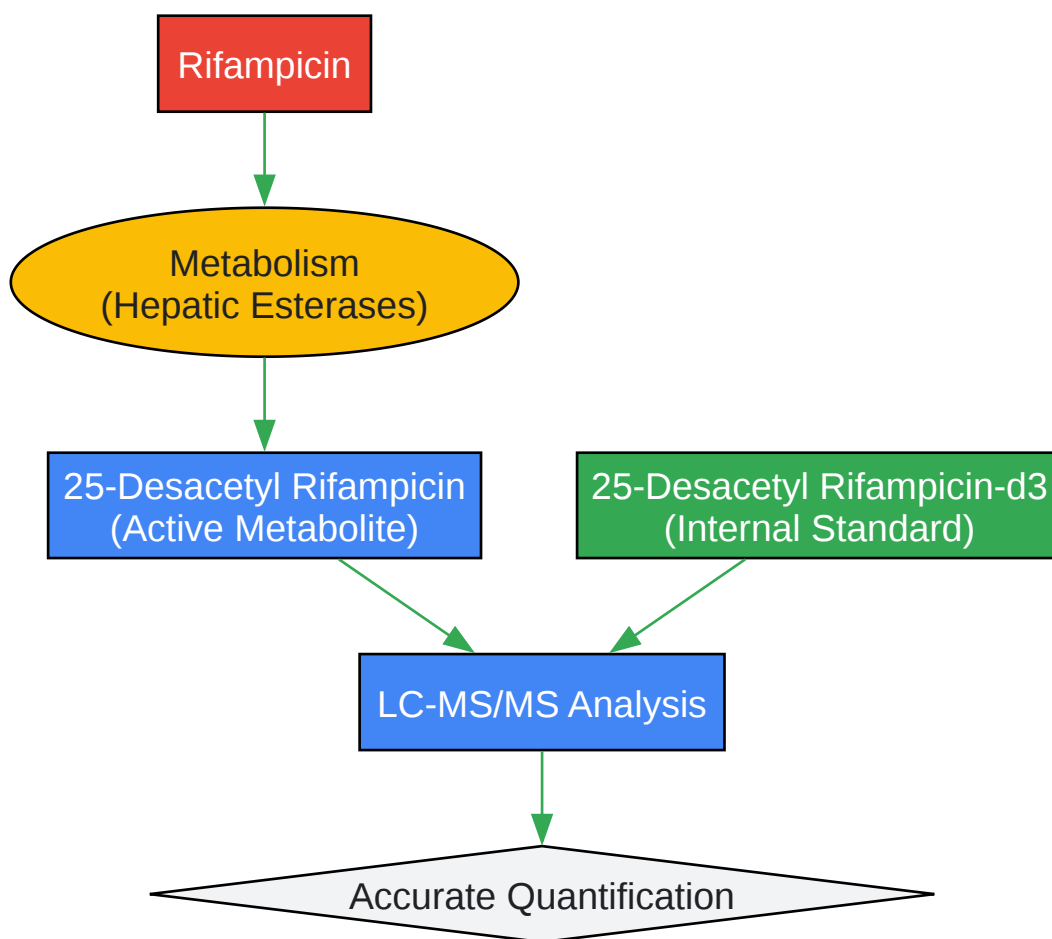 Rifampicin
Metabolism
(Hepatic Esterases)
25-Desacetyl Rifampicin
(Active Metabolite)
25-Desacetyl Rifampicin-d3
(Internal Standard)
LC-MS/MS Analysis
Accurate Quantification